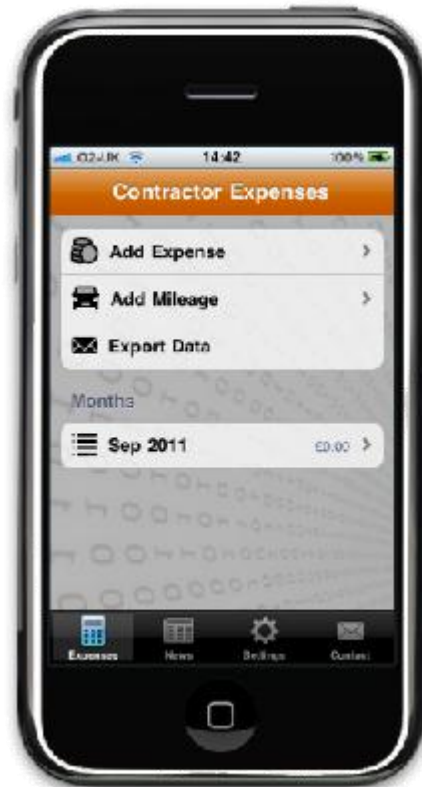 O2-UK 14:42 100%
Contractor Expenses
Add Expense
Add Mileage
Export Data
Months
Sep 2011 £0.00
Expenses News Settings Contact